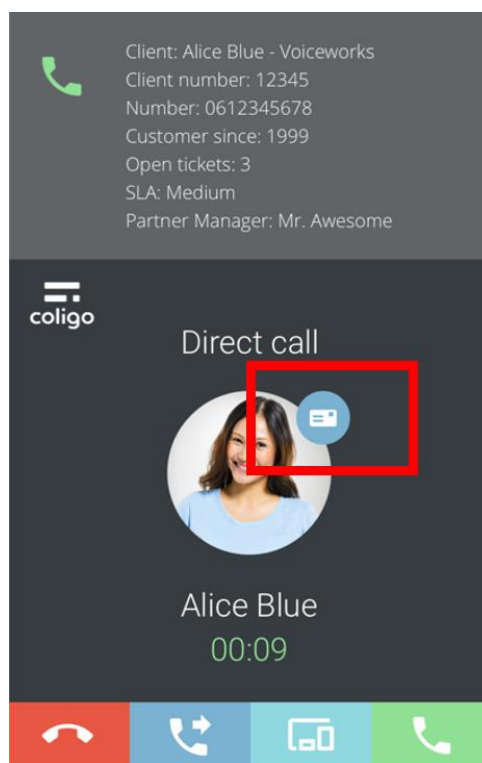 Client: Alice Blue - Voiceworks
Client number: 12345
Number: 0612345678
Customer since: 1999
Open tickets: 3
SLA: Medium
Partner Manager: Mr. Awesome
coligo
Direct call
Alice Blue
00:09